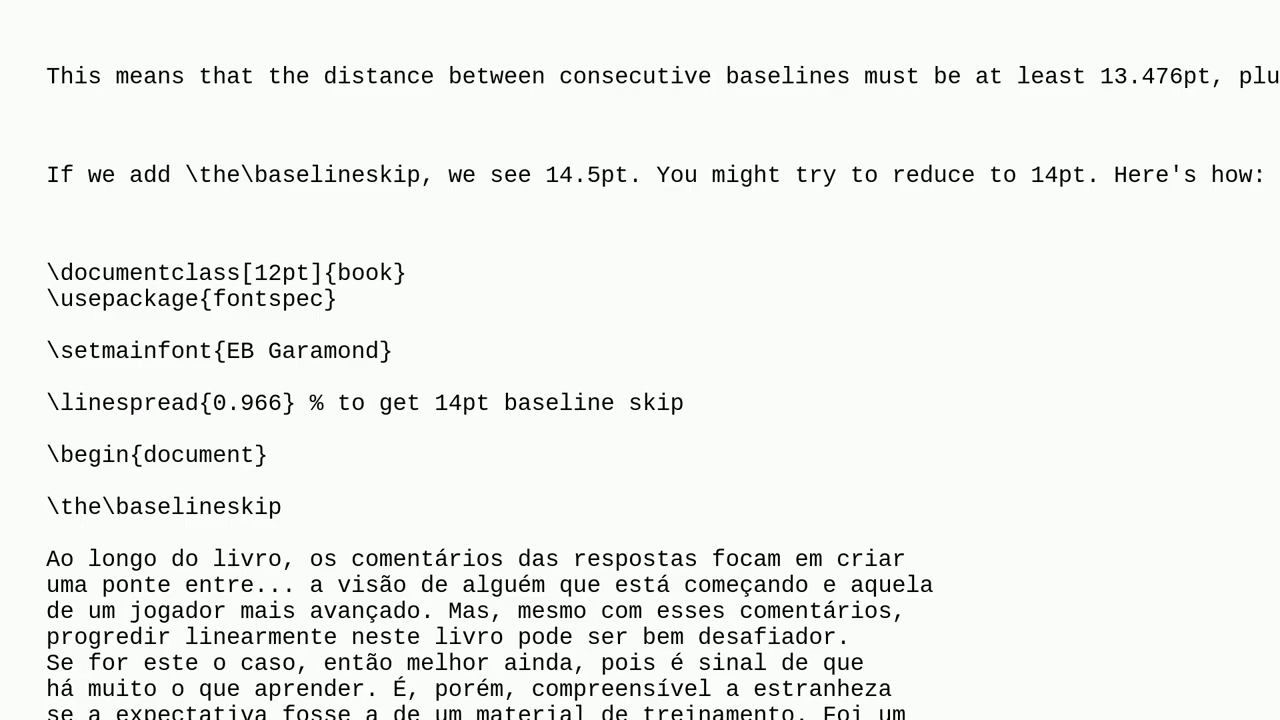 This means that the distance between consecutive baselines must be at least 13.476pt, plu
If we add \the\baselineskip, we see 14.5pt. You might try to reduce to 14pt. Here's how:
\documentclass[12pt]{book}
\usepackage{fontspec}
\setmainfont{EB Garamond}
\linespread{0.966} % to get 14pt baseline skip
\begin{document}
\the\baselineskip
Ao longo do livro, os comentários das respostas focam em criar
uma ponte entre... a visão de alguém que está começando e aquela
de um jogador mais avançado. Mas, mesmo com esses comentários,
progredir linearmente neste livro pode ser bem desafiador.
Se for este o caso, então melhor ainda, pois é sinal de que
há muito o que aprender. É, porém, compreensível a estranheza
se a expectativa fosse a de um material de treinamento. Foi um